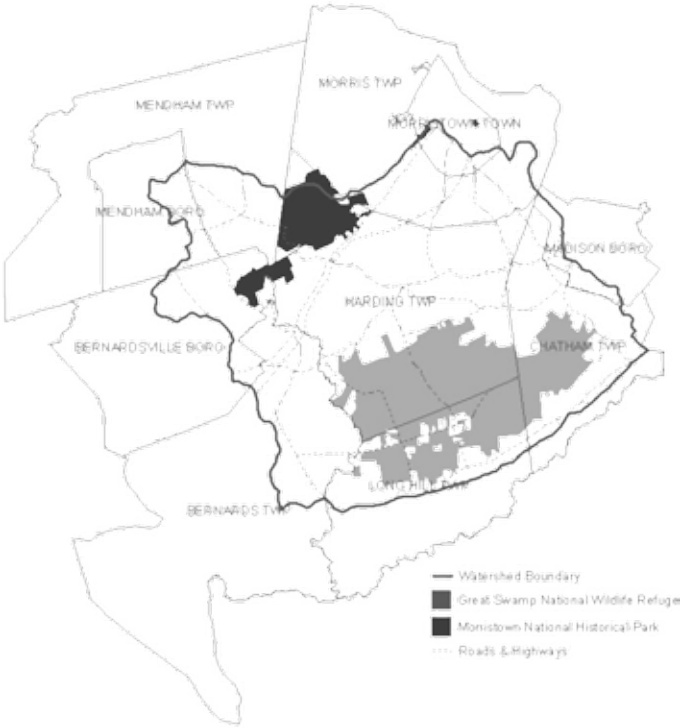 MORRIS TWP
MENDHAM TWP
MORRISTOWN TOWN
MENDHAM BORO
MADISON BORO
HARDING TWP
BERNARDSVILLE BORO
CHATHAM TWP
LONG HILL TWP
BERNARDS TWP
Watershed Boundary
Great Swamp National Wildlife Refuge
Morristown National Historical Park
Roads & Highways